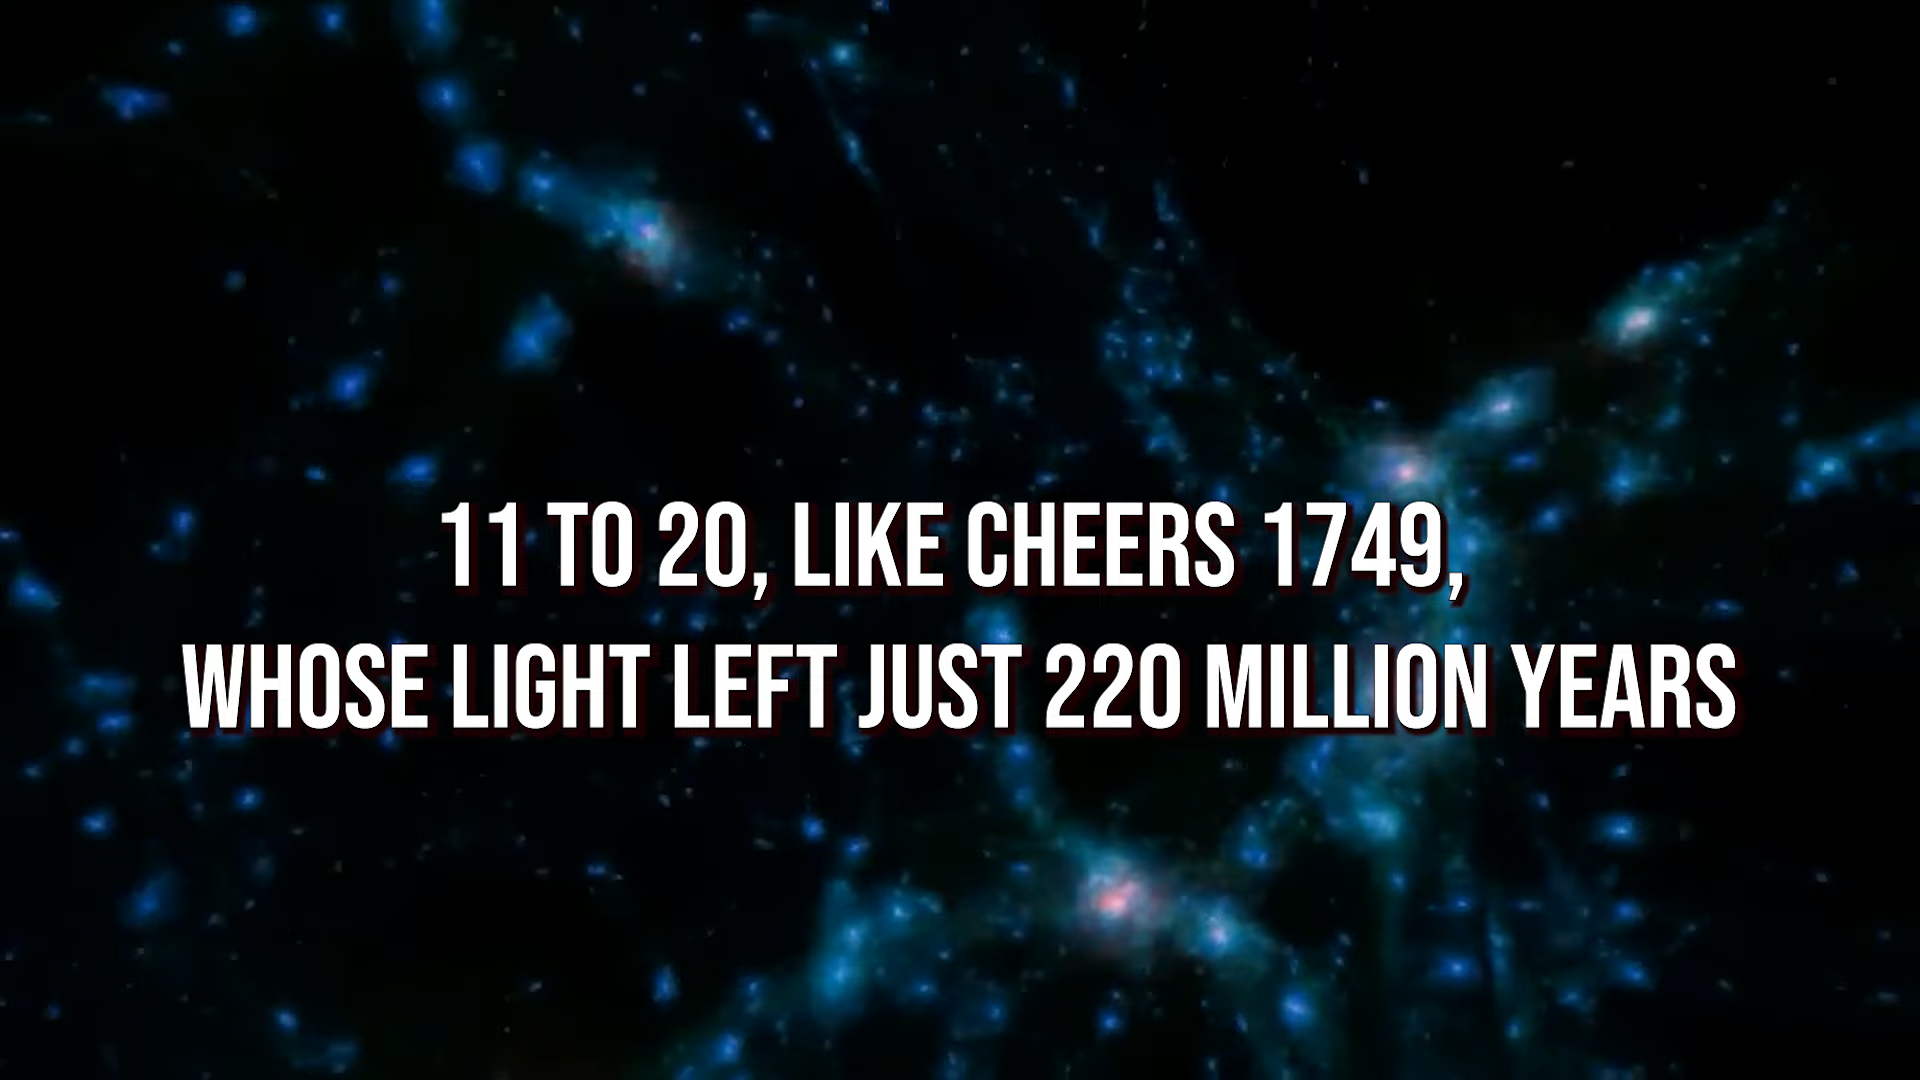 11 TO 20, LIKE CHEERS 1749,
WHOSE LIGHT LEFT JUST 220 MILLION YEARS